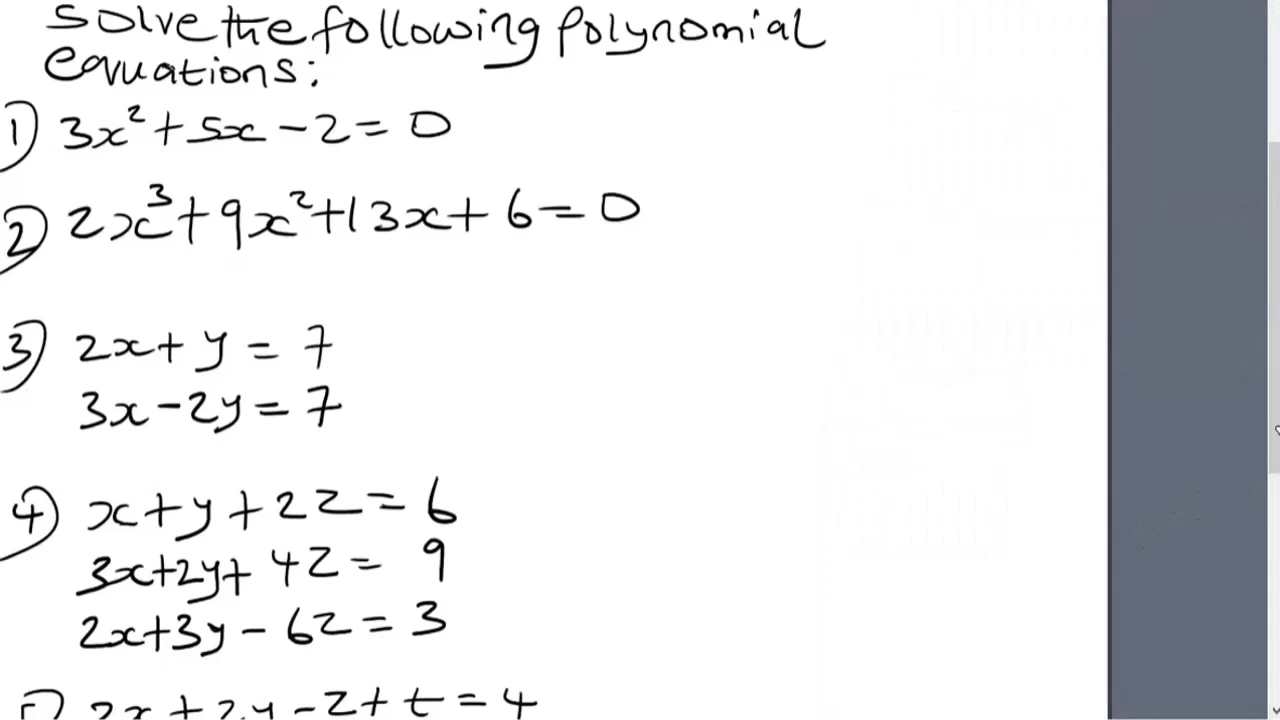 Solve the following polynomial
equations:
1) 3x² + 5x - 2 = 0
2) 2x³ + 9x² + 13x + 6 = 0
3) 2x + y = 7
3x - 2y = 7
4) x + y + 2z = 6
3x + 2y + 4z = 9
2x + 3y - 6z = 3